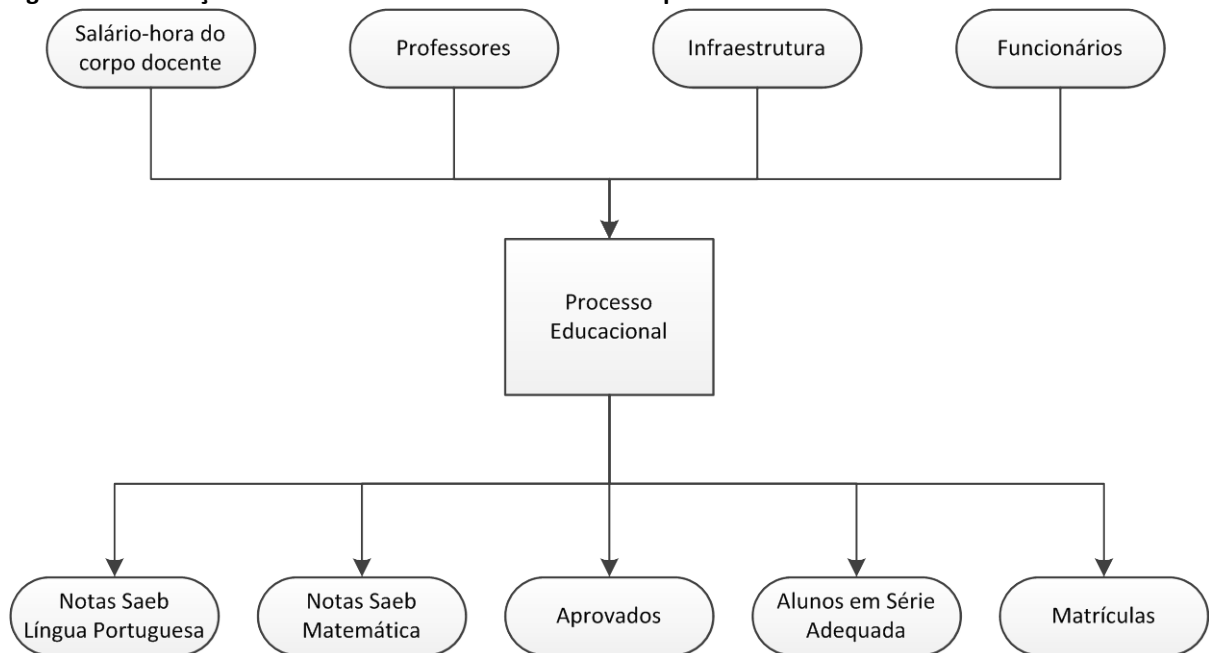 Salário-hora do
corpo docente
Professores
Infraestrutura
Funcionários
Processo
Educacional
Notas Saeb
Língua Portuguesa
Notas Saeb
Matemática
Aprovados
Alunos em Série
Adequada
Matrículas